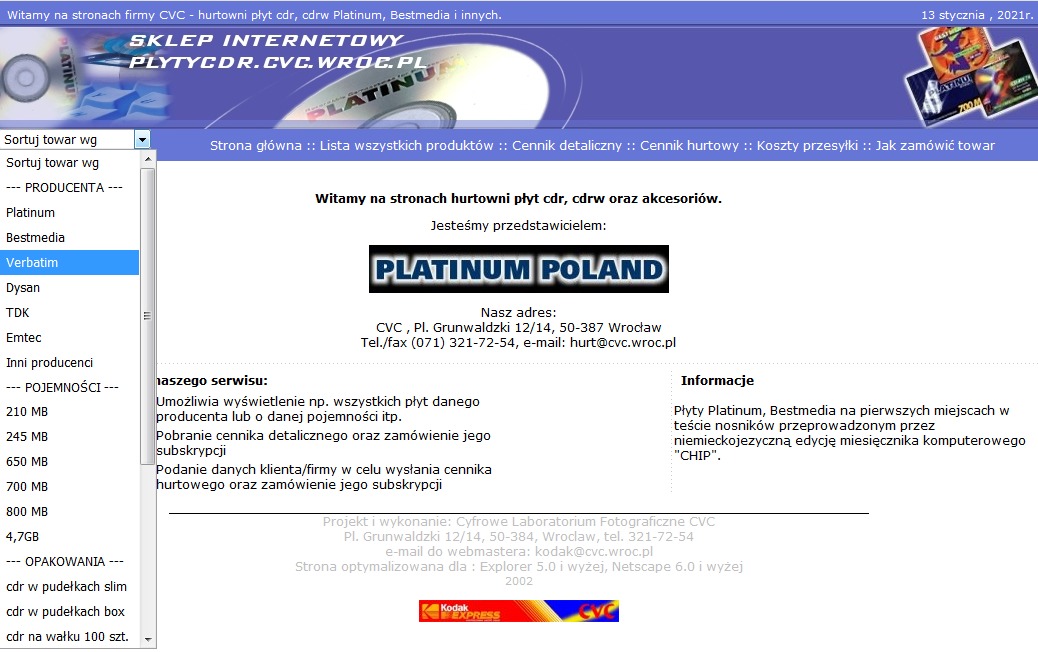 Witamy na stronach firmy CVC - hurtowni płyt cdr, cdrw Platinum, Bestmedia i innych.
13 stycznia , 2021r.
SKLEP INTERNETOWY
PLYTYCDR.CVC.WROC.PL
PLATINUM
PLATINUM
BESTMEDIA
PLATINUM
700M
Sortuj towar wg
Strona główna :: Lista wszystkich produktów :: Cennik detaliczny :: Cennik hurtowy :: Koszty przesyłki :: Jak zamówić towar
Sortuj towar wg
--- PRODUCENTA ---
Platinum
Bestmedia
Verbatim
Dysan
TDK
Emtec
Inni producenci
--- POJEMNOŚCI ---
210 MB
245 MB
650 MB
700 MB
800 MB
4,7GB
--- OPAKOWANIA ---
cdr w pudełkach slim
cdr w pudełkach box
cdr na wałku 100 szt.
Witamy na stronach hurtowni płyt cdr, cdrw oraz akcesoriów.
Jesteśmy przedstawicielem:
PLATINUM POLAND
Nasz adres:
CVC , Pl. Grunwaldzki 12/14, 50-387 Wrocław
Tel./fax (071) 321-72-54, e-mail: hurt@cvc.wroc.pl
naszego serwisu:
Umożliwia wyświetlenie np. wszystkich płyt danego
producenta lub o danej pojemności itp.
Pobranie cennika detalicznego oraz zamówienie jego
subskrypcji
Podanie danych klienta/firmy w celu wysłania cennika
hurtowego oraz zamówienie jego subskrypcji
Informacje
Płyty Platinum, Bestmedia na pierwszych miejscach w
teście nosników przeprowadzonym przez
niemieckojezyczną edycję miesięcznika komputerowego
"CHIP".
Projekt i wykonanie: Cyfrowe Laboratorium Fotograficzne CVC
Pl. Grunwaldzki 12/14, 50-384, Wroclaw, tel. 321-72-54
e-mail do webmastera: kodak@cvc.wroc.pl
Strona optymalizowana dla : Explorer 5.0 i wyżej, Netscape 6.0 i wyżej
2002
Kodak
EXPRESS
CVC